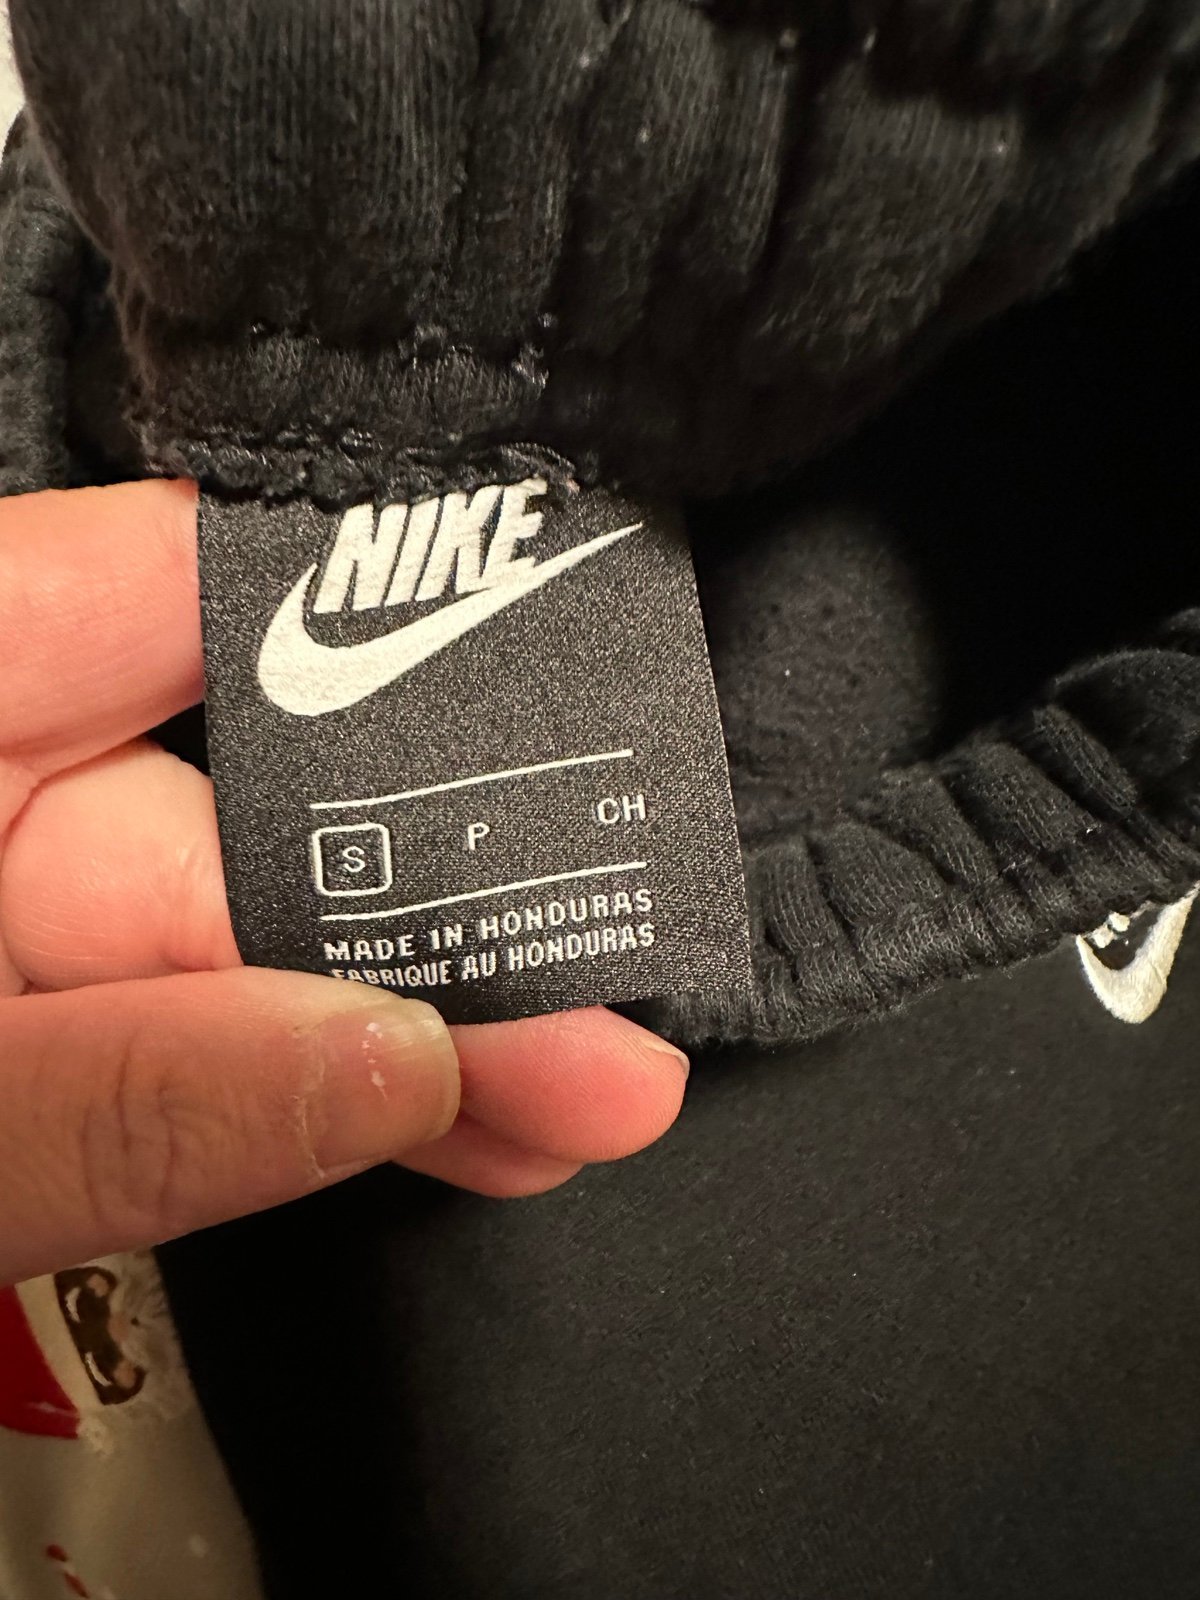 NIKE
S P CH
MADE IN HONDURAS
FABRIQUE AU HONDURAS